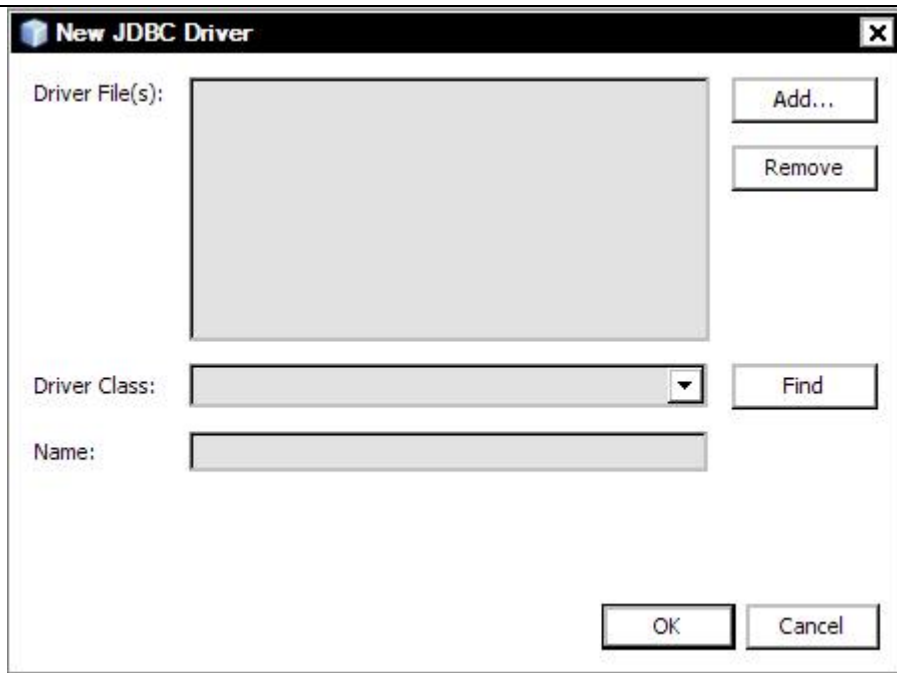 New JDBC Driver
Driver File(s):
Add...
Remove
Driver Class:
Find
Name:
OK
Cancel